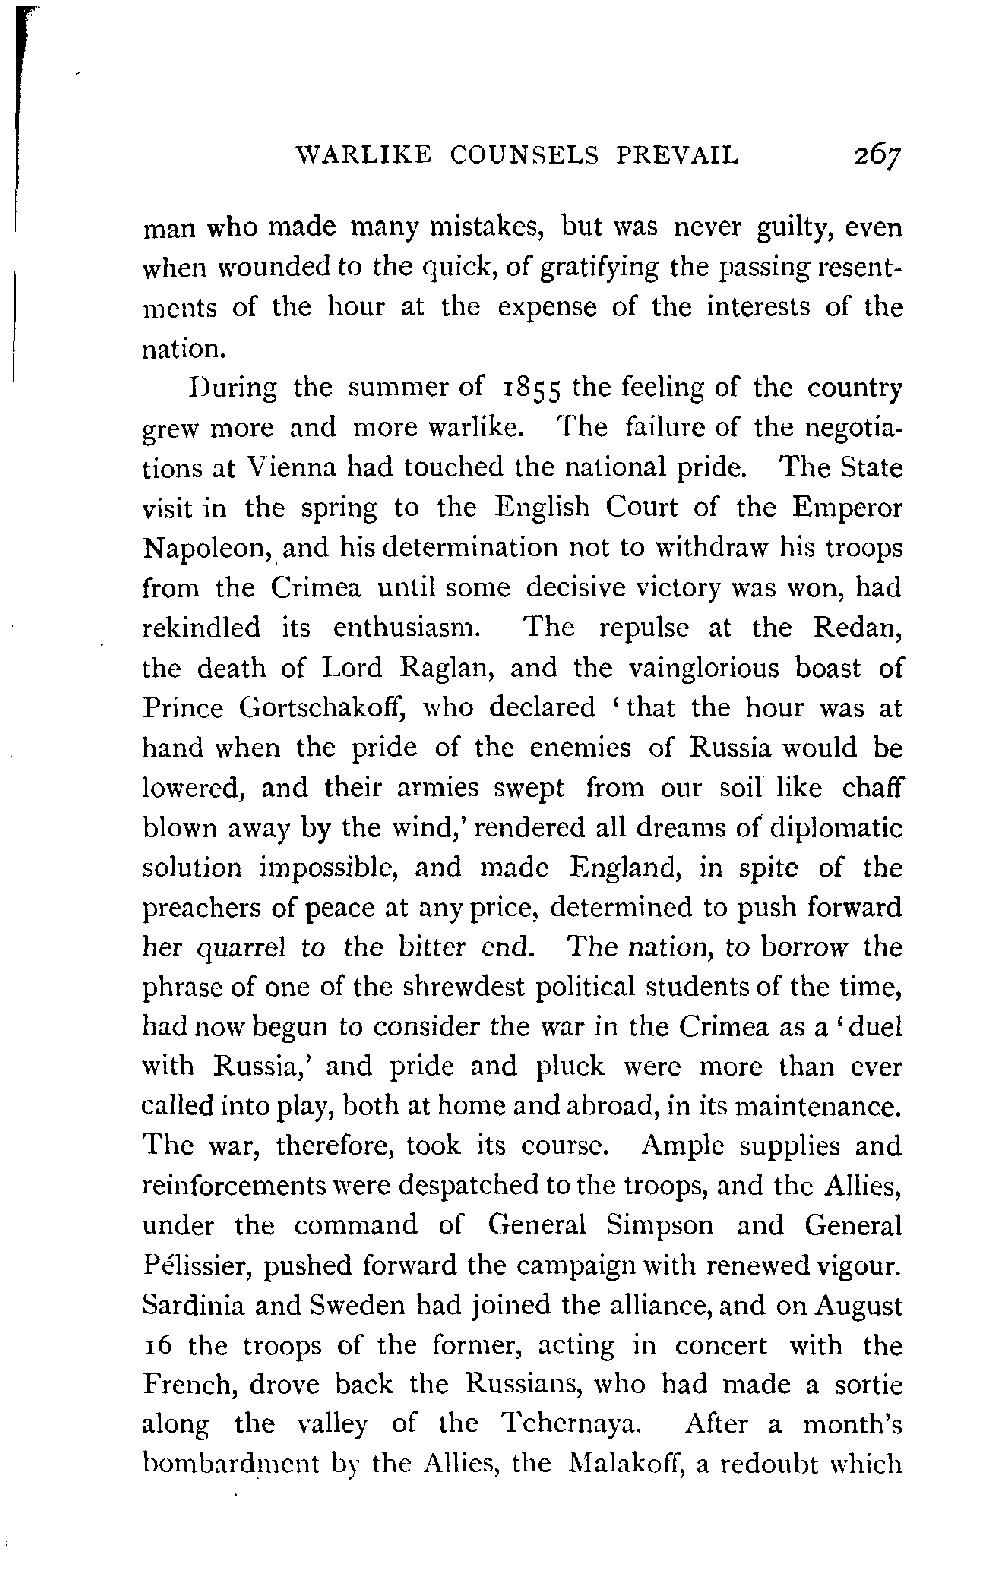 WARLIKE COUNSELS PREVAIL 267
man who made many mistakes, but was never guilty, even
when wounded to the quick, of gratifying the passing resent-
ments of the hour at the expense of the interests of the
nation.
During the summer of 1855 the feeling of the country
grew more and more warlike. The failure of the negotia-
tions at Vienna had touched the national pride. The State
visit in the spring to the English Court of the Emperor
Napoleon, and his determination not to withdraw his troops
from the Crimea until some decisive victory was won, had
rekindled its enthusiasm. The repulse at the Redan,
the death of Lord Raglan, and the vainglorious boast of
Prince Gortschakoff, who declared ‘that the hour was at
hand when the pride of the enemies of Russia would be
lowered, and their armies swept from our soil like chaff
blown away by the wind,’ rendered all dreams of diplomatic
solution impossible, and made England, in spite of the
preachers of peace at any price, determined to push forward
her quarrel to the bitter end. The nation, to borrow the
phrase of one of the shrewdest political students of the time,
had now begun to consider the war in the Crimea as a ‘duel
with Russia,’ and pride and pluck were more than ever
called into play, both at home and abroad, in its maintenance.
The war, therefore, took its course. Ample supplies and
reinforcements were despatched to the troops, and the Allies,
under the command of General Simpson and General
Pélissier, pushed forward the campaign with renewed vigour.
Sardinia and Sweden had joined the alliance, and on August
16 the troops of the former, acting in concert with the
French, drove back the Russians, who had made a sortie
along the valley of the Tchernaya. After a month's
bombardment by the Allies, the Malakoff, a redoubt which